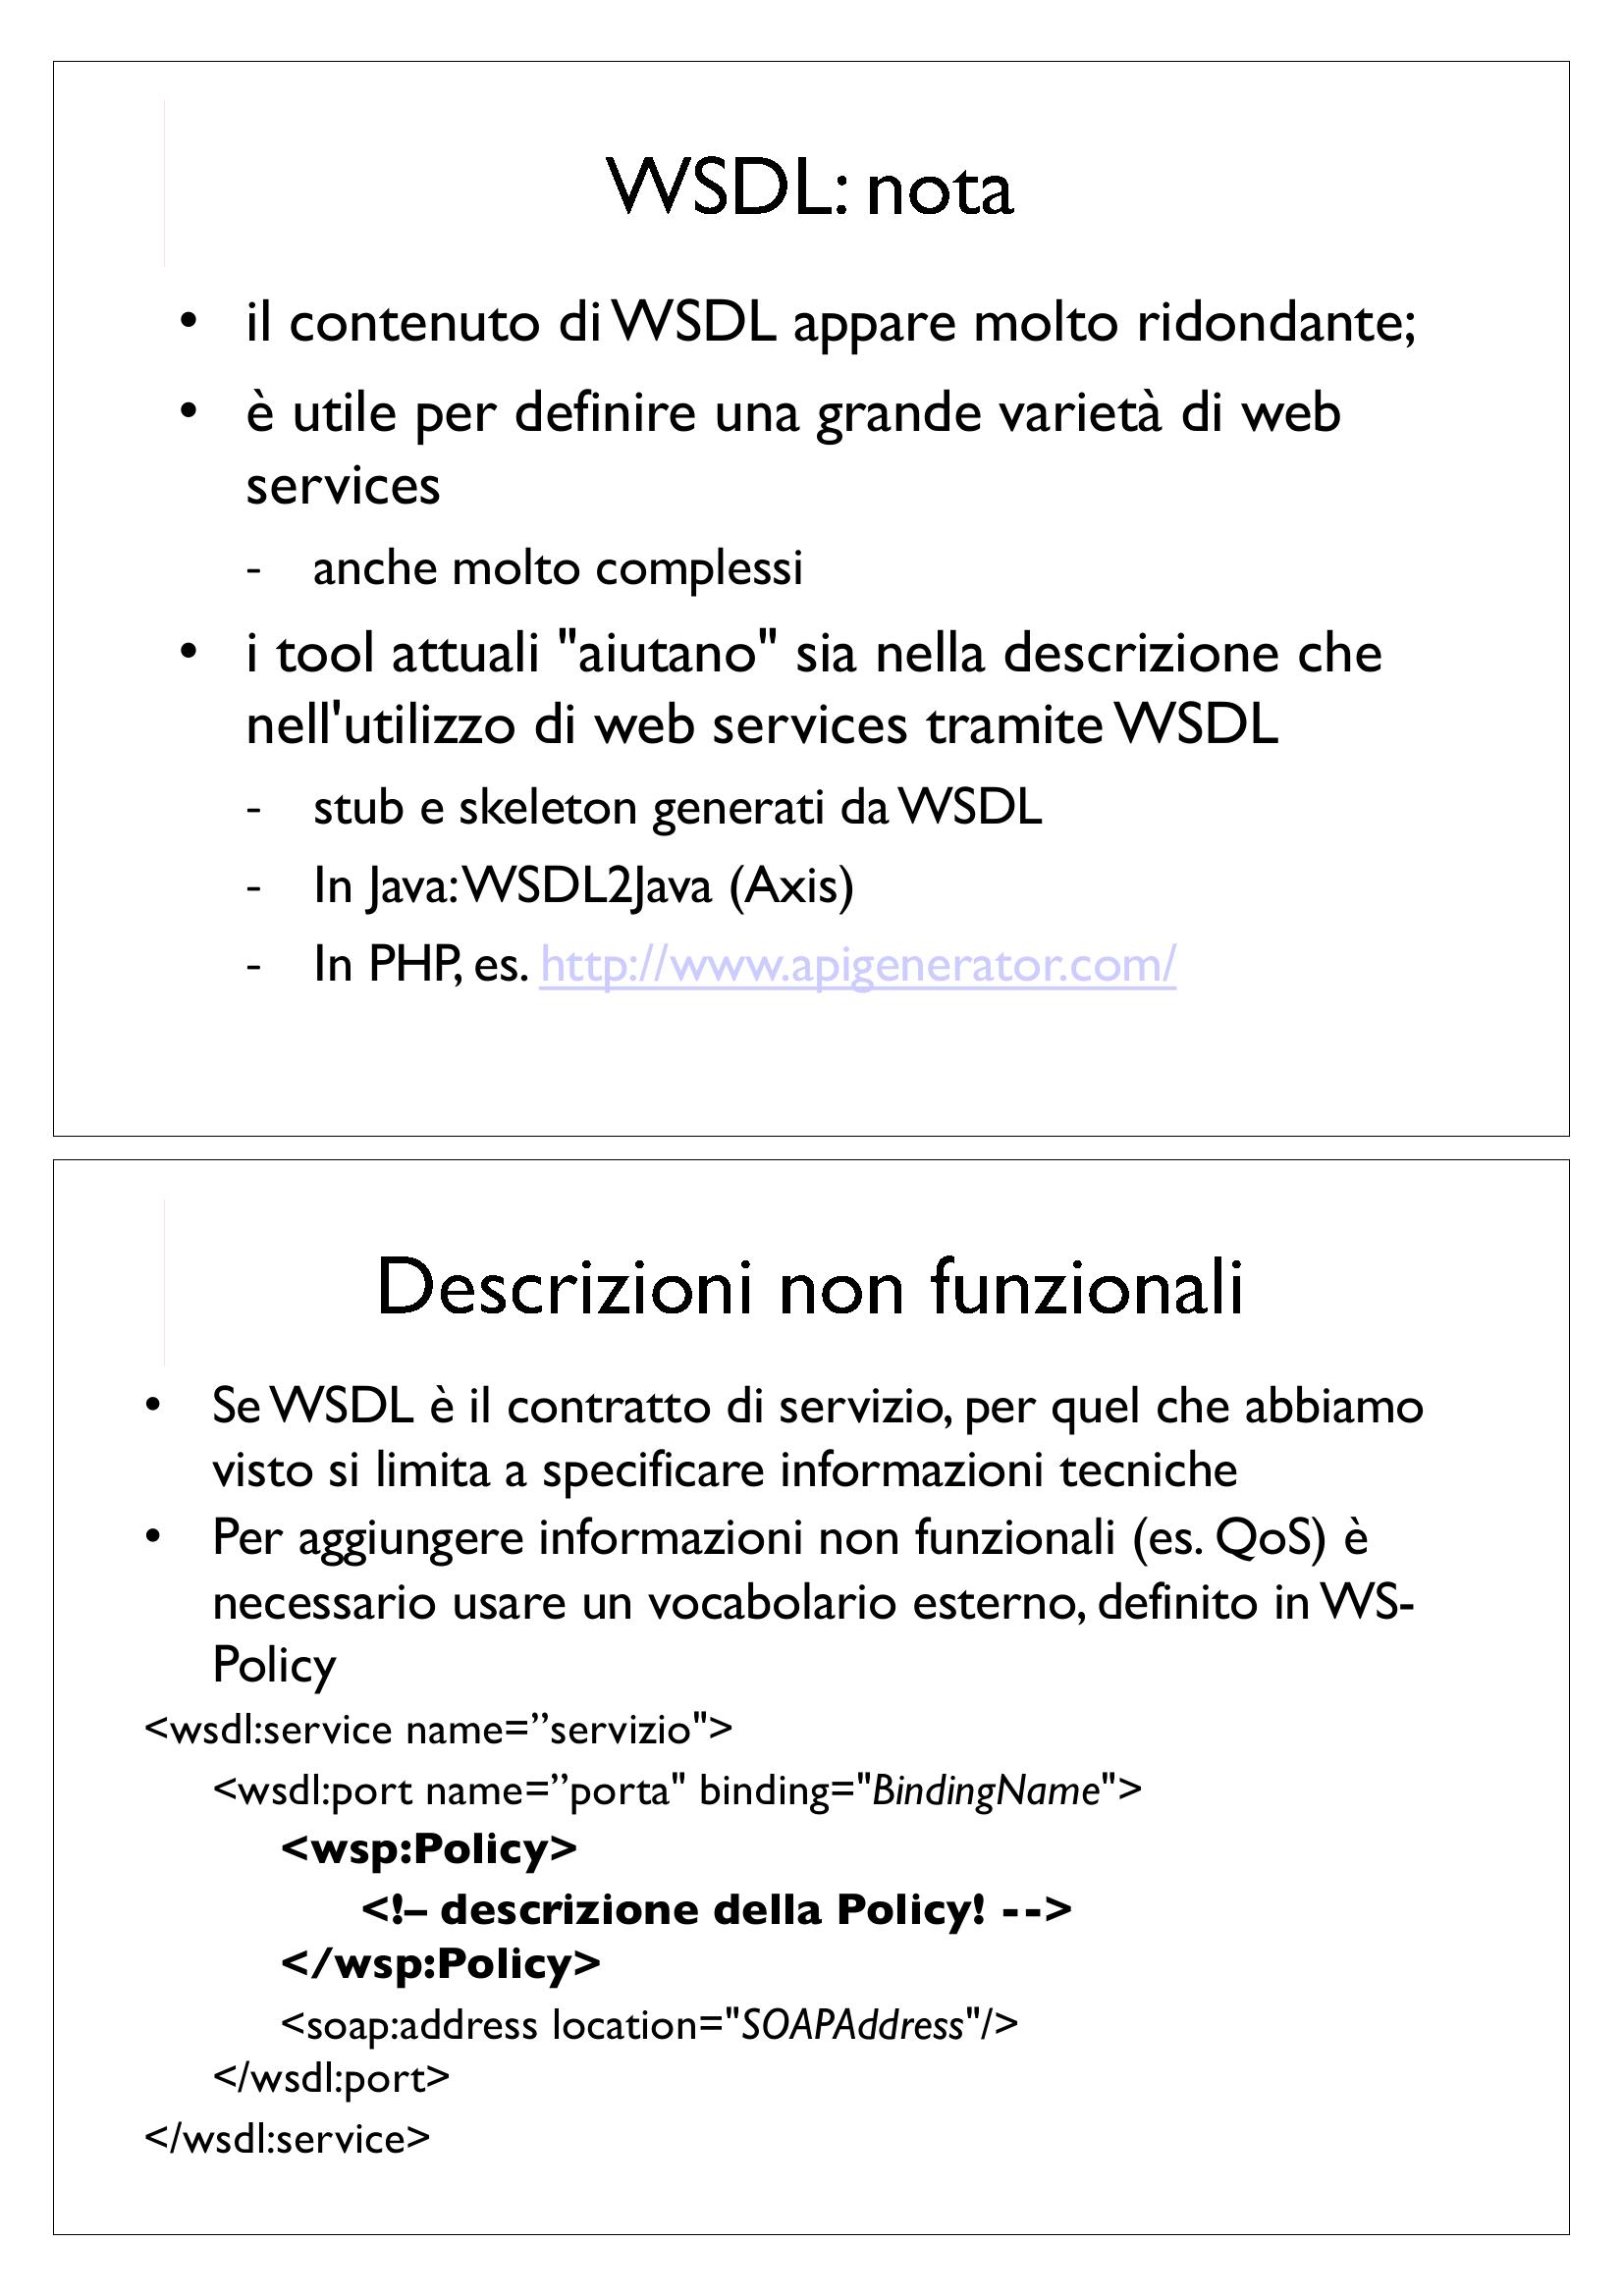 WSDL: nota
• il contenuto di WSDL appare molto ridondante;
• è utile per definire una grande varietà di web
services
- anche molto complessi
• i tool attuali "aiutano" sia nella descrizione che
nell'utilizzo di web services tramite WSDL
- stub e skeleton generati da WSDL
- In Java: WSDL2Java (Axis)
- In PHP, es. http://www.apigenerator.com/
Descrizioni non funzionali
• Se WSDL è il contratto di servizio, per quel che abbiamo
visto si limita a specificare informazioni tecniche
• Per aggiungere informazioni non funzionali (es. QoS) è
necessario usare un vocabolario esterno, definito in WS-
Policy
<wsdl:service name=”servizio">
<wsdl:port name=”porta" binding="BindingName">
<wsp:Policy>
<!– descrizione della Policy! -->
</wsp:Policy>
<soap:address location="SOAPAddress"/>
</wsdl:port>
</wsdl:service>